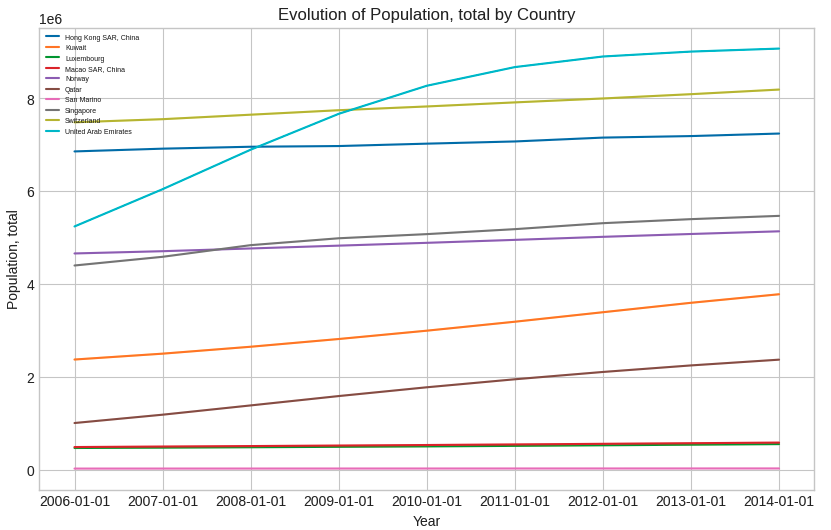 Evolution of Population, total by Country
1e6
Hong Kong SAR, China
Kuwait
Luxembourg
Macao SAR, China
Norway
Qatar
San Marino
Singapore
Switzerland
United Arab Emirates
8
6
4
2
0
Population, total
2006-01-01 2007-01-01 2008-01-01 2009-01-01 2010-01-01 2011-01-01 2012-01-01 2013-01-01 2014-01-01
Year